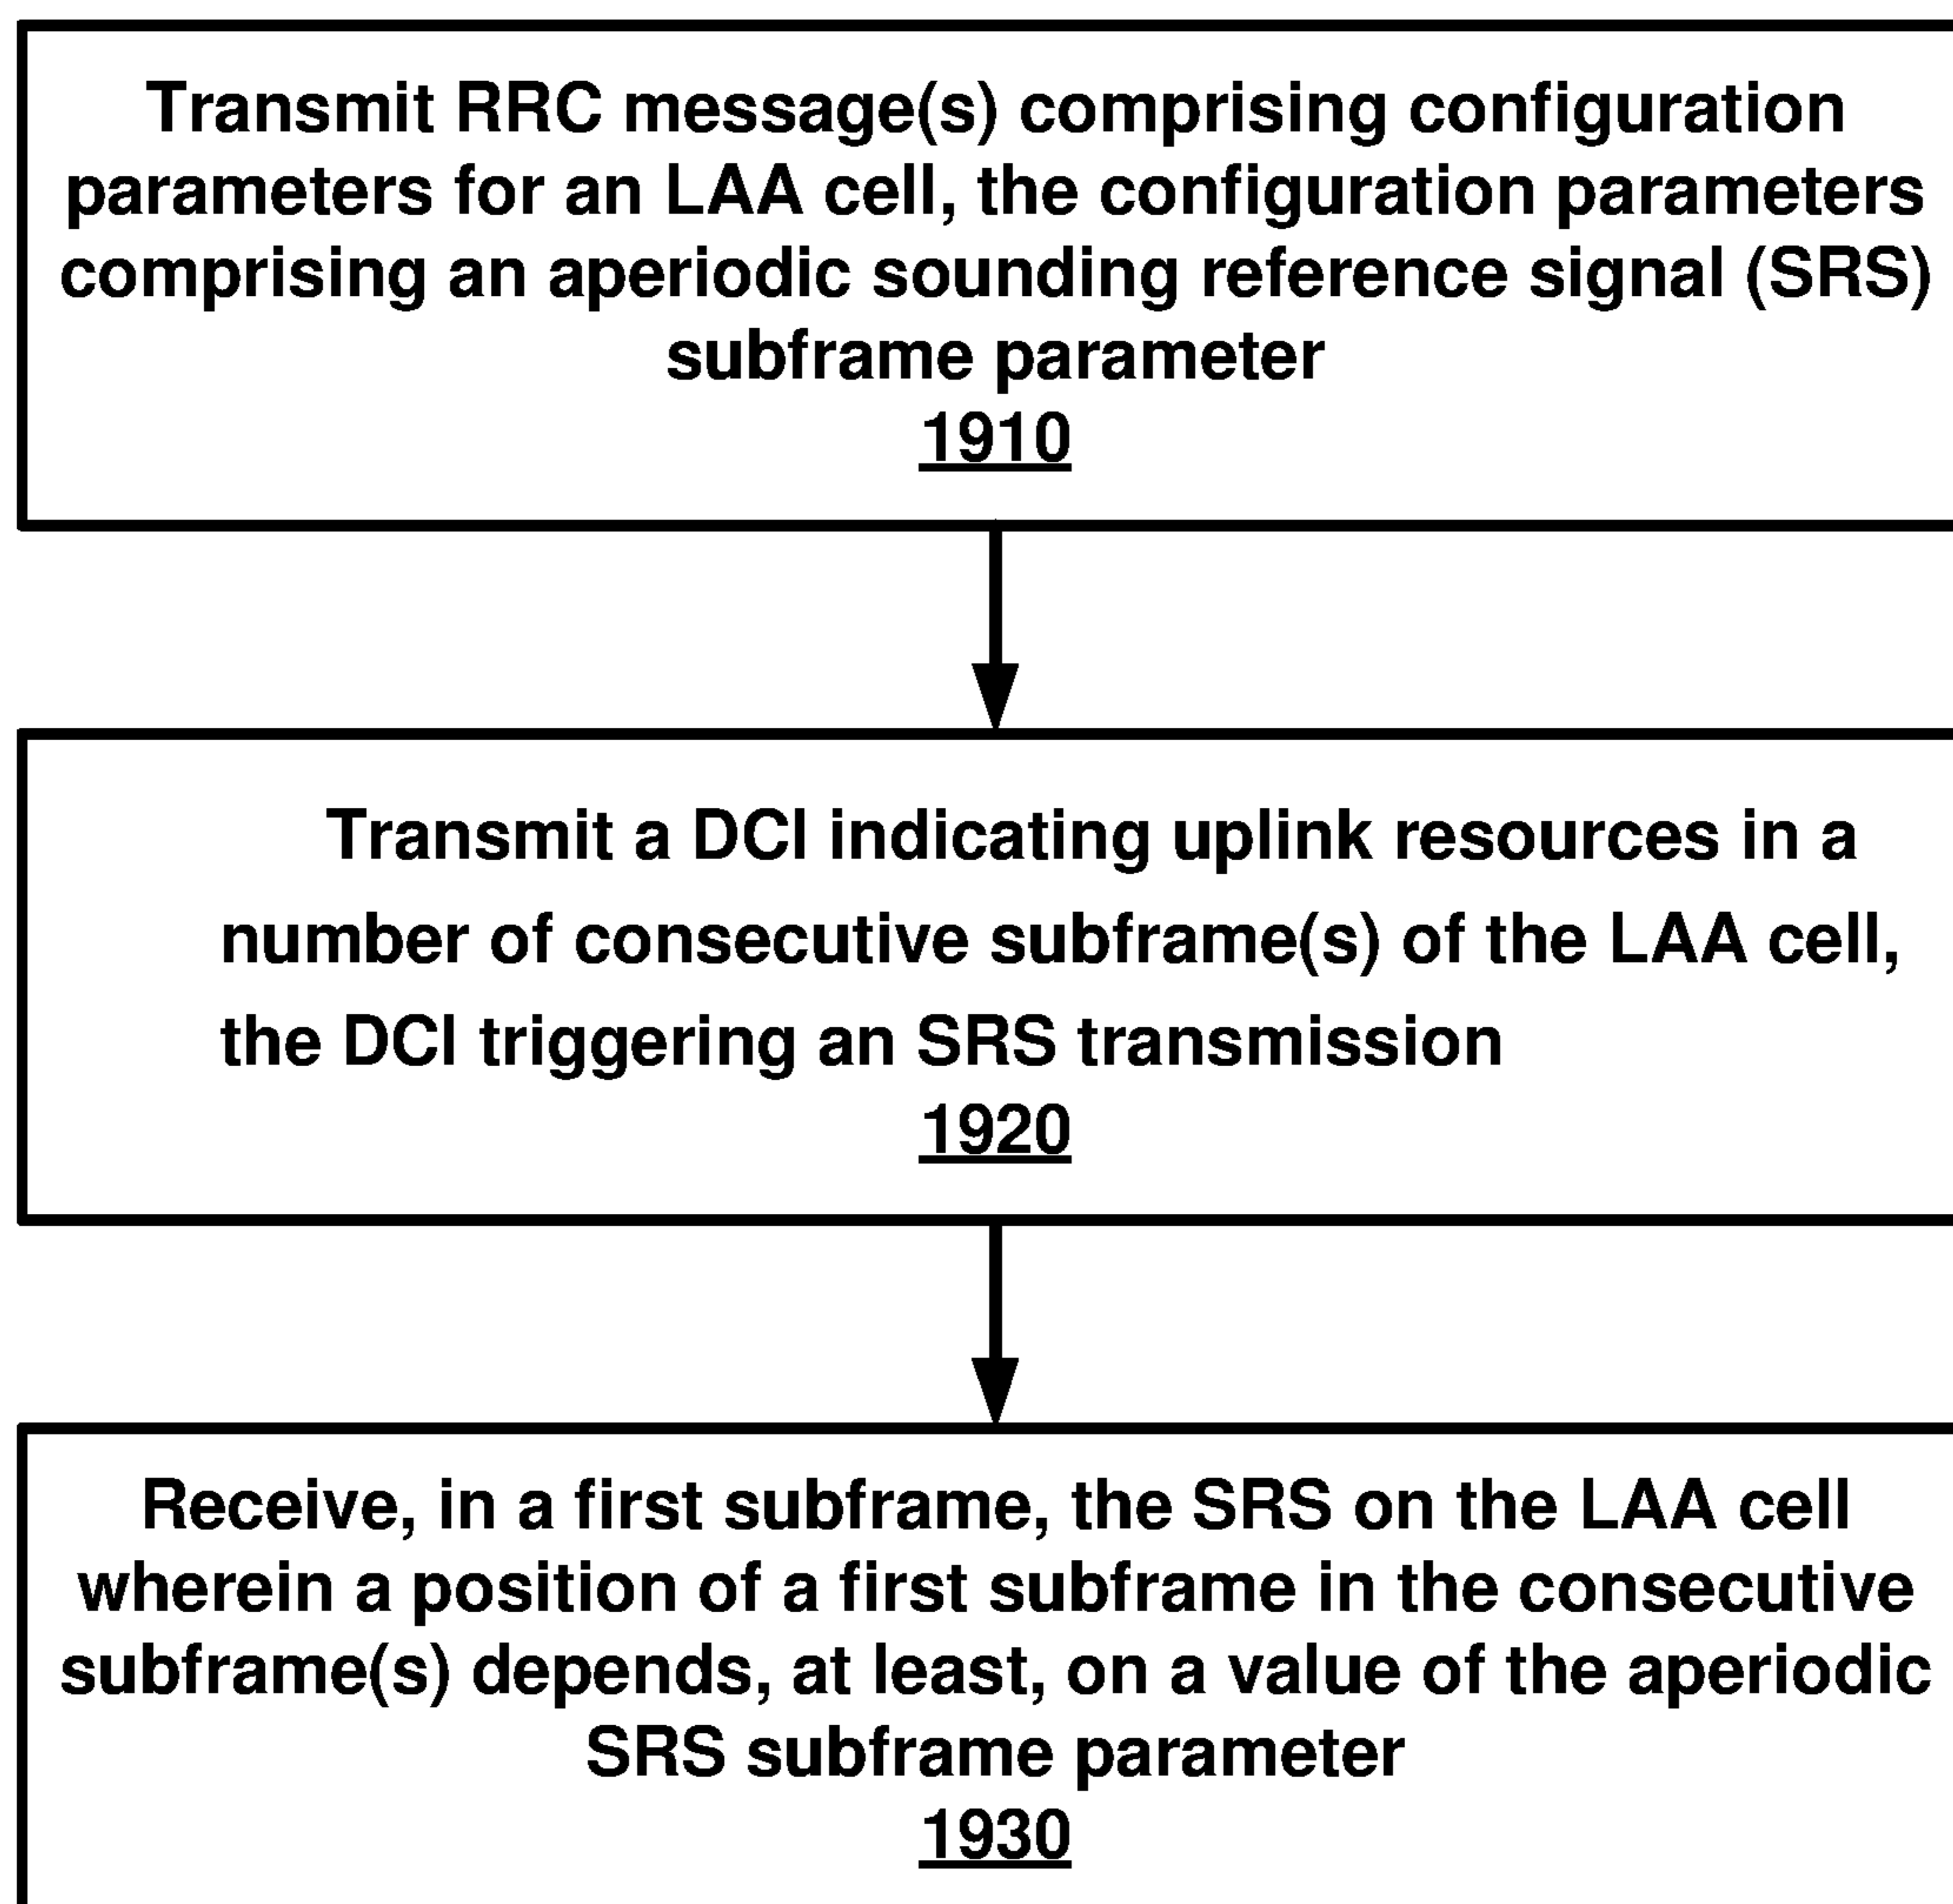 Transmit RRC message(s) comprising configuration
parameters for an LAA cell, the configuration parameters
comprising an aperiodic sounding reference signal (SRS)
subframe parameter
1910
Transmit a DCI indicating uplink resources in a
number of consecutive subframe(s) of the LAA cell,
the DCI triggering an SRS transmission
1920
Receive, in a first subframe, the SRS on the LAA cell
wherein a position of a first subframe in the consecutive
subframe(s) depends, at least, on a value of the aperiodic
SRS subframe parameter
1930